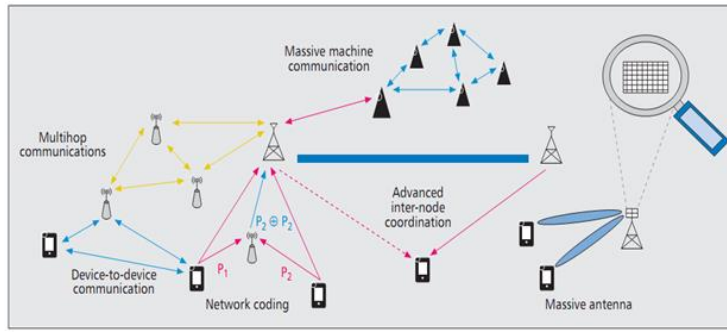 Massive machine
communication
Multihop
communications
Advanced
inter-node
coordination
P2 ⊕ P2
P1
P2
Device-to-device
communication
Network coding
Massive antenna